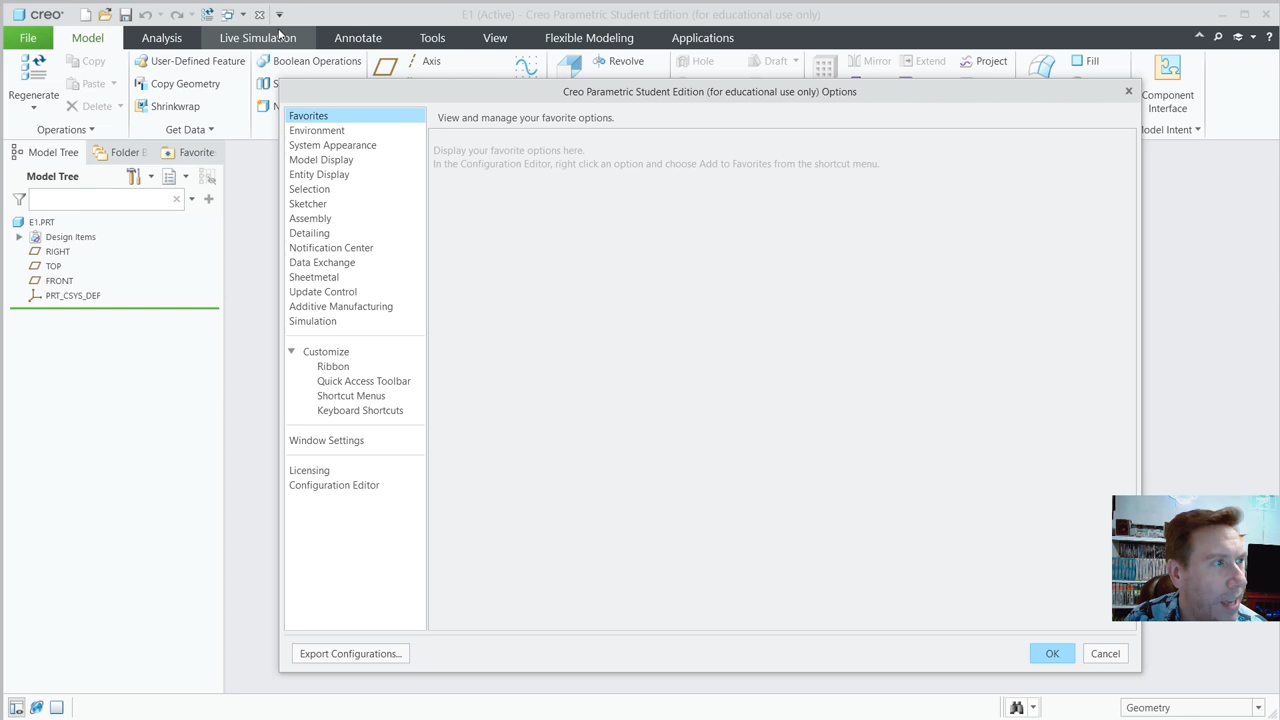 creo
E1 (Active) - Creo Parametric Student Edition (for educational use only)
File
Model
Analysis
Live Simulation
Annotate
Tools
View
Flexible Modeling
Applications
Regenerate
Copy
Paste
Delete
Operations
User-Defined Feature
Copy Geometry
Shrinkwrap
Get Data
Boolean Operations
Axis
Revolve
Hole
Draft
Mirror
Extend
Project
Fill
Component
Interface
odel Intent
Model Tree
Folder
Favorite
Model Tree
E1.PRT
Design Items
RIGHT
TOP
FRONT
PRT_CSYS_DEF
Creo Parametric Student Edition (for educational use only) Options
Favorites
Environment
System Appearance
Model Display
Entity Display
Selection
Sketcher
Assembly
Detailing
Notification Center
Data Exchange
Sheetmetal
Update Control
Additive Manufacturing
Simulation
Customize
Ribbon
Quick Access Toolbar
Shortcut Menus
Keyboard Shortcuts
Window Settings
Licensing
Configuration Editor
View and manage your favorite options.
Display your favorite options here.
In the Configuration Editor, right click an option and choose Add to Favorites from the shortcut menu.
Export Configurations...
OK
Cancel
Geometry